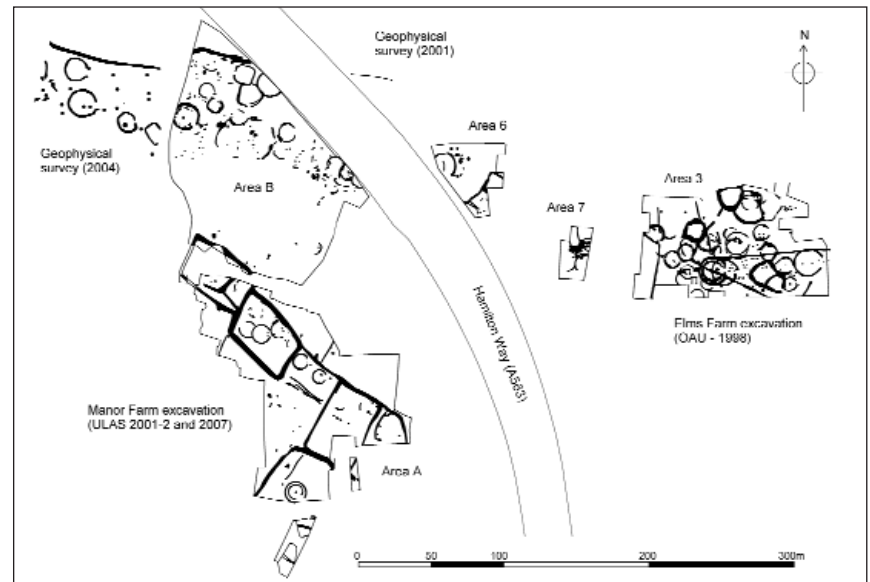 Geophysical
survey (2001)
N
Area 6
Geophysical
survey (2004)
Area B
Area 3
Area 7
Hamilton Way (A563)
Elms Farm excavation
(OAU - 1998)
Manor Farm excavation
(ULAS 2001-2 and 2007)
Area A
0 50 100 200 300m